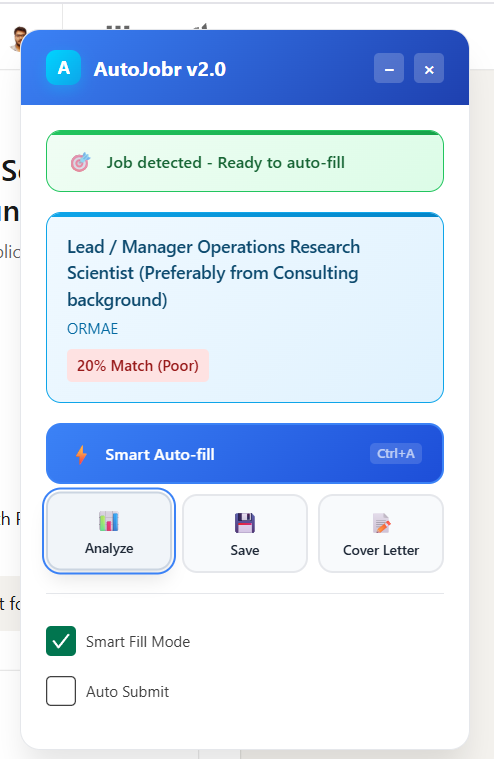 A AutoJobr v2.0 – ×
Job detected - Ready to auto-fill
Lead / Manager Operations Research
Scientist (Preferably from Consulting
background)
ORMAE
20% Match (Poor)
Smart Auto-fill Ctrl+A
Analyze Save Cover Letter
Smart Fill Mode
Auto Submit